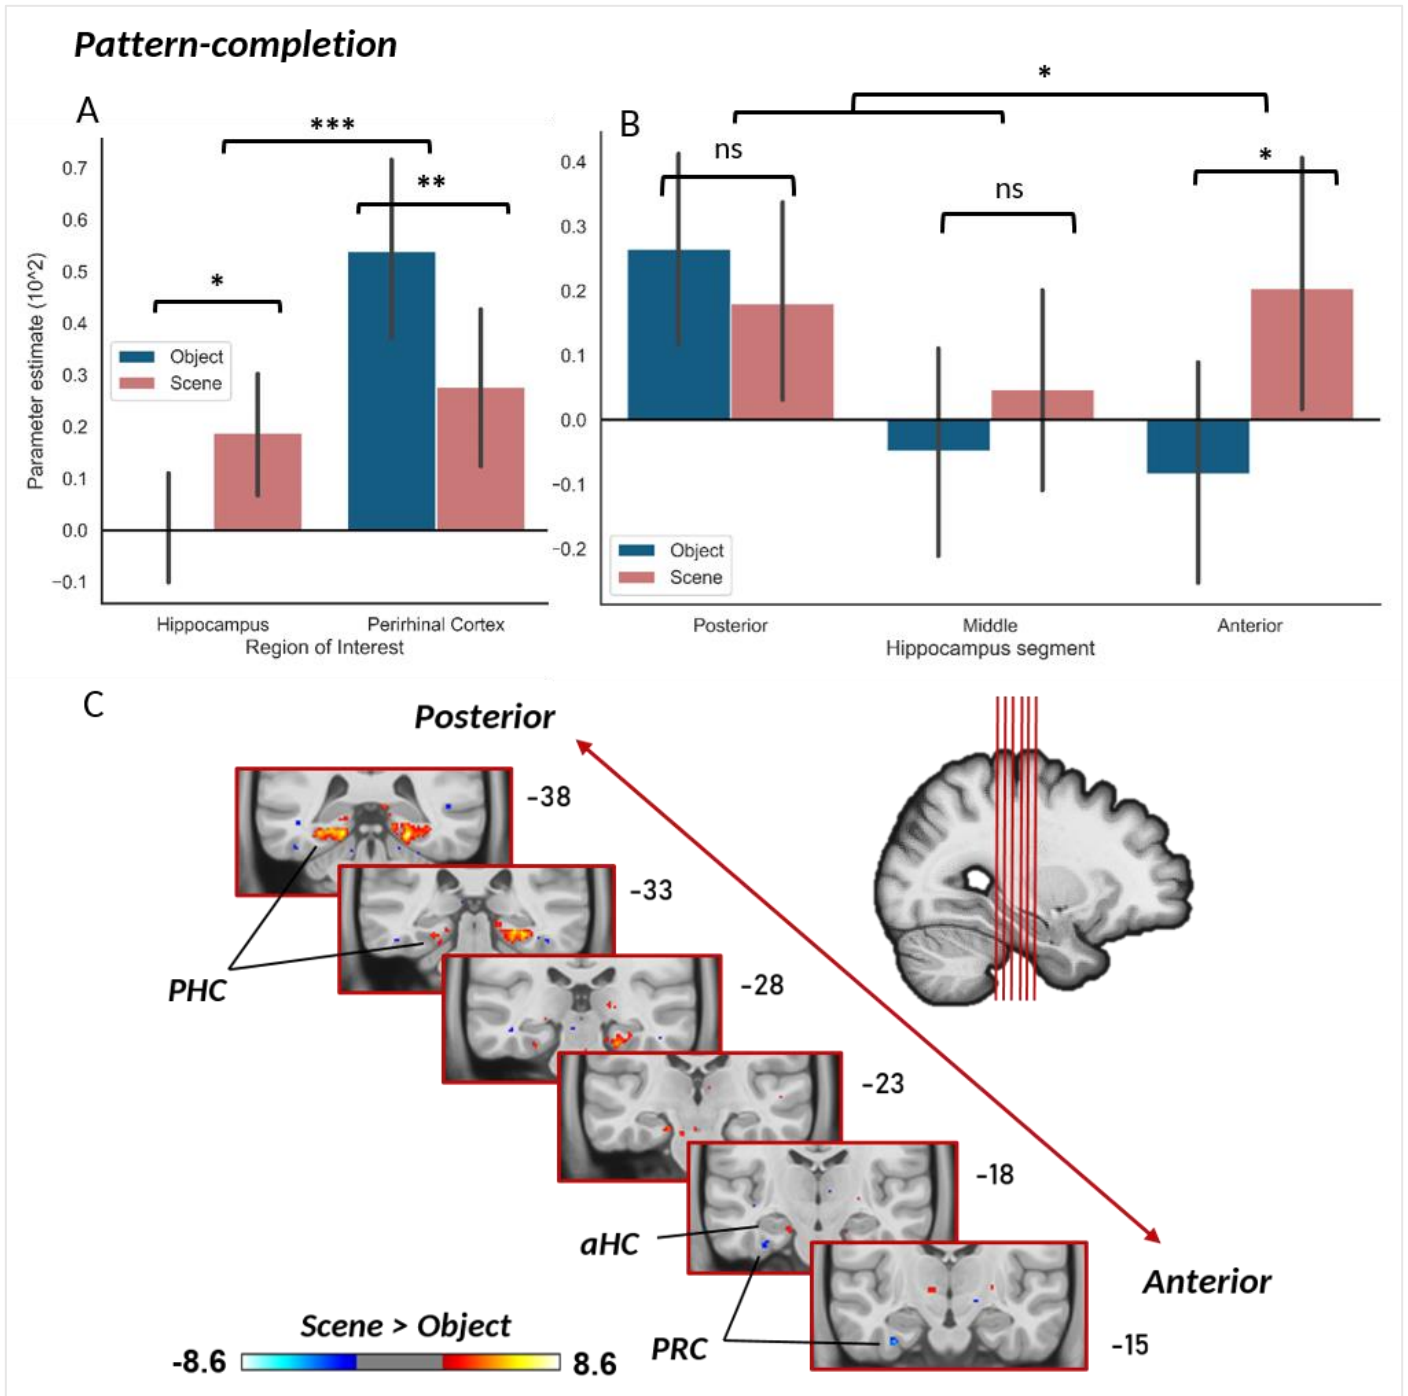 Pattern-completion
A
***
**
*
0.7
0.6
0.5
0.4
0.3
0.2
0.1
0.0
−0.1
Parameter estimate (10^2)
Object
Scene
Hippocampus
Perirhinal Cortex
Region of Interest
B
*
ns
ns
*
0.4
0.3
0.2
0.1
0.0
−0.1
−0.2
Object
Scene
Posterior
Middle
Anterior
Hippocampus segment
C
Posterior
-38
-33
PHC
-28
-23
-18
aHC
Anterior
PRC
-15
Scene > Object
-8.6
8.6